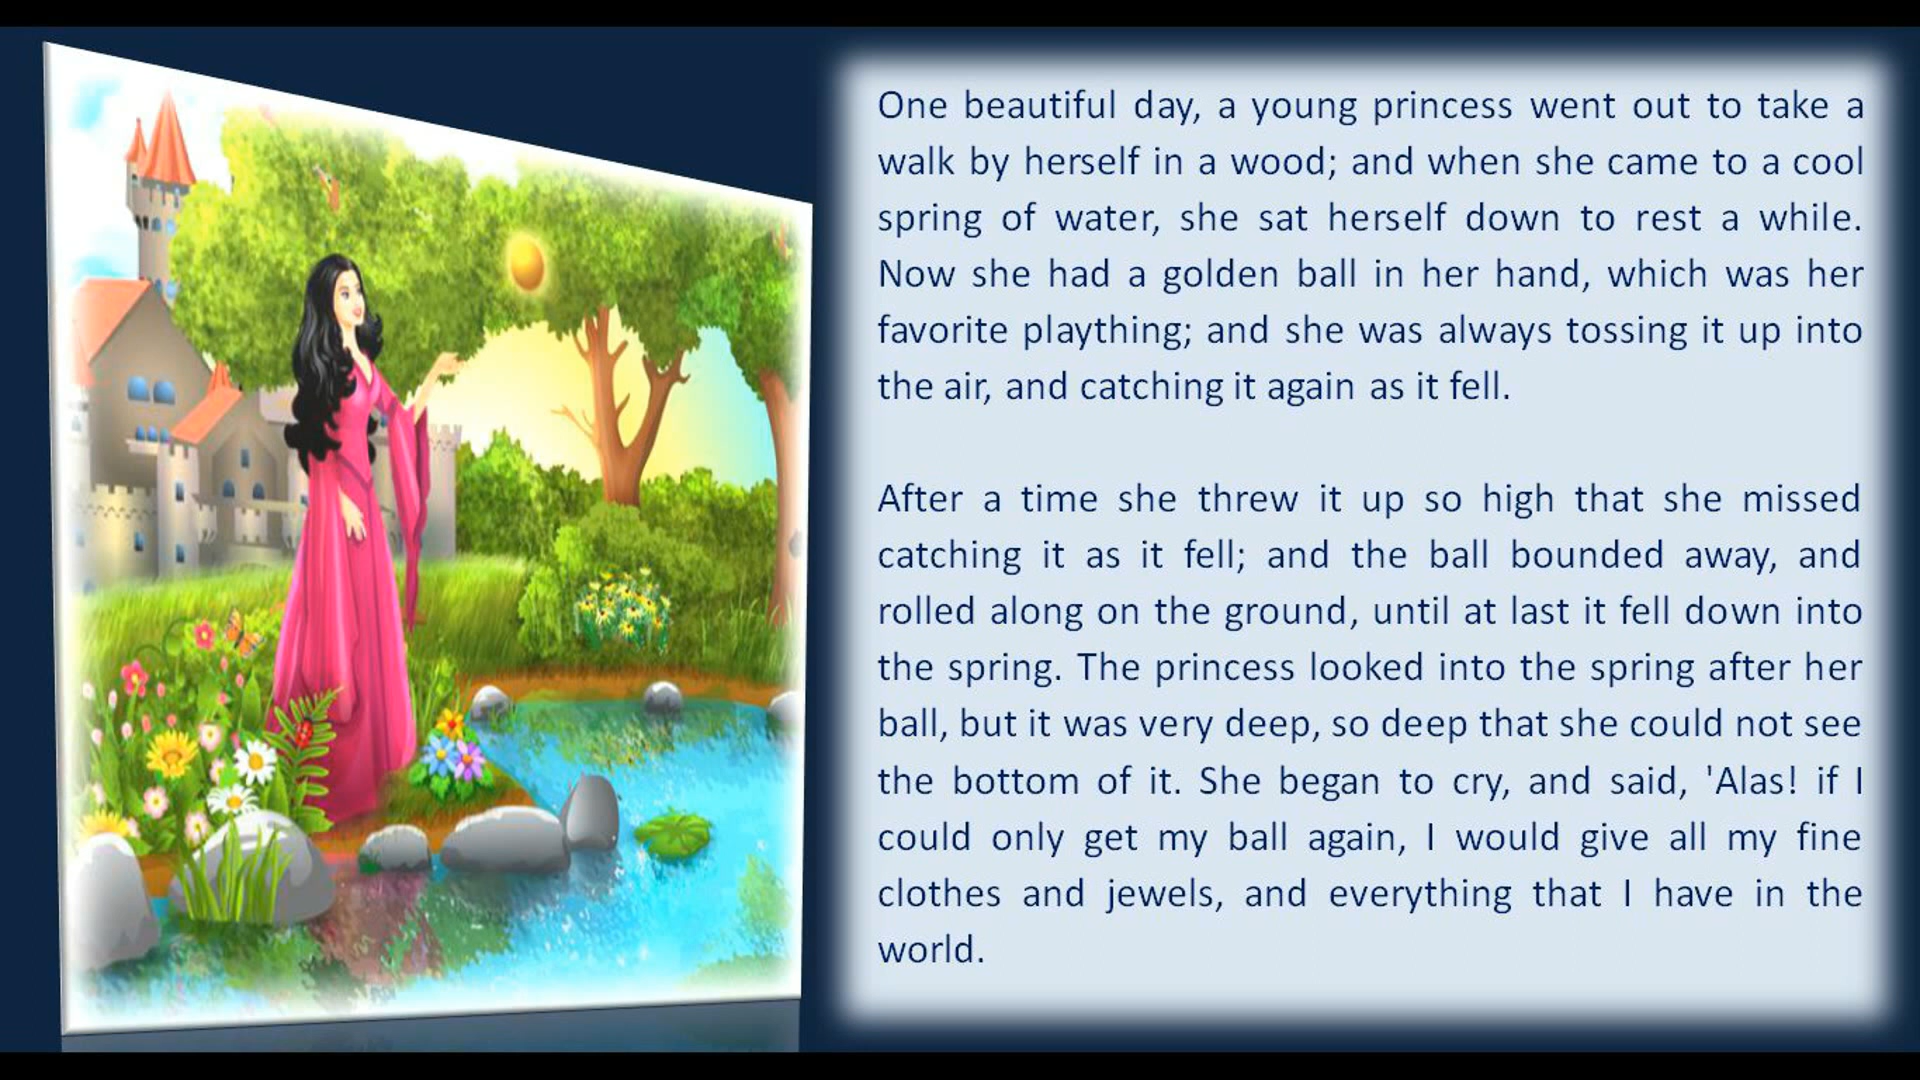 One beautiful day, a young princess went out to take a
walk by herself in a wood; and when she came to a cool
spring of water, she sat herself down to rest a while.
Now she had a golden ball in her hand, which was her
favorite plaything; and she was always tossing it up into
the air, and catching it again as it fell.
After a time she threw it up so high that she missed
catching it as it fell; and the ball bounded away, and
rolled along on the ground, until at last it fell down into
the spring. The princess looked into the spring after her
ball, but it was very deep, so deep that she could not see
the bottom of it. She began to cry, and said, 'Alas! if I
could only get my ball again, I would give all my fine
clothes and jewels, and everything that I have in the
world.